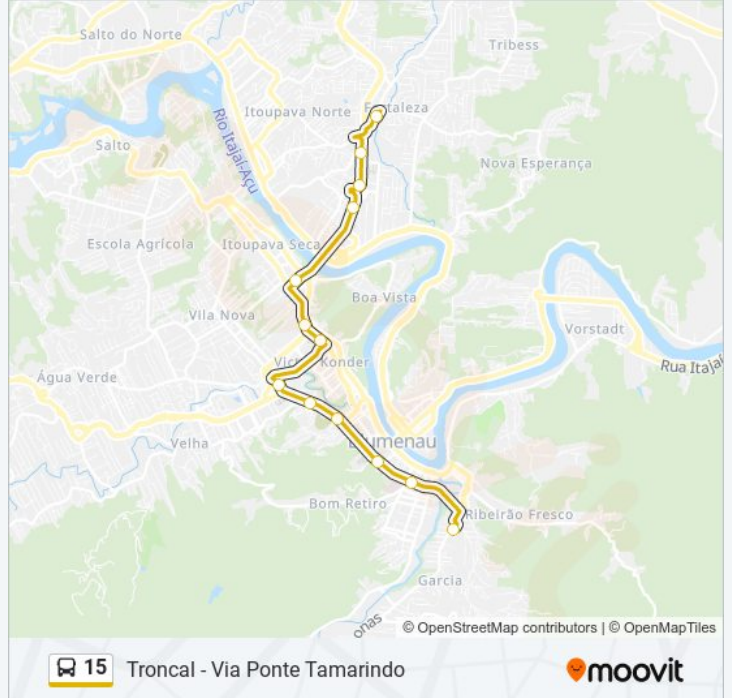 Salto do Norte
Tribess
Itoupava Norte
Fortaleza
Rio Itajaí-Açu
Salto
Nova Esperança
Escola Agrícola
Itoupava Seca
Boa Vista
Vila Nova
Vorstadt
Victor Konder
Rua Itajaí
Água Verde
Blumenau
Velha
Bom Retiro
Ribeirão Fresco
Garcia
onas
© OpenStreetMap contributors | © OpenMapTiles
15 Troncal - Via Ponte Tamarindo
moovit